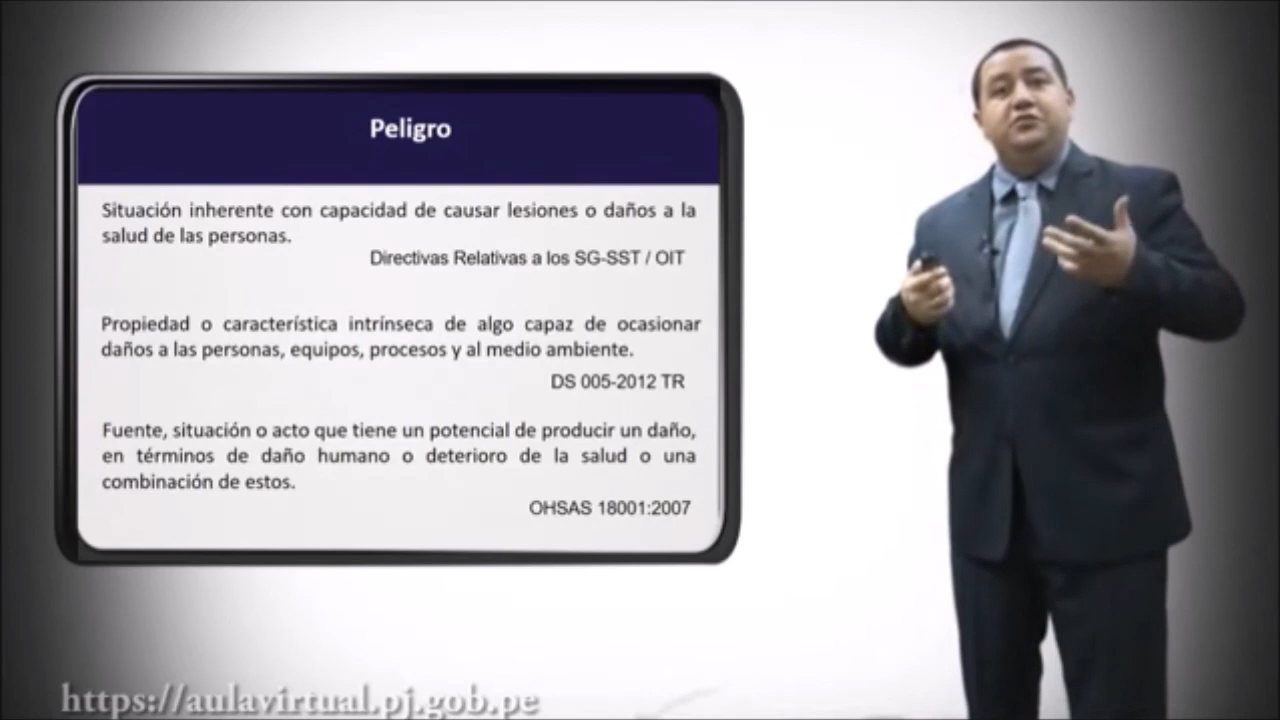 Peligro
Situación inherente con capacidad de causar lesiones o daños a la
salud de las personas.
Directivas Relativas a los SG-SST / OIT
Propiedad o característica intrínseca de algo capaz de ocasionar
daños a las personas, equipos, procesos y al medio ambiente.
DS 005-2012 TR
Fuente, situación o acto que tiene un potencial de producir un daño,
en términos de daño humano o deterioro de la salud o una
combinación de estos.
OHSAS 18001:2007
https://aulavirtual.pj.gob.pe